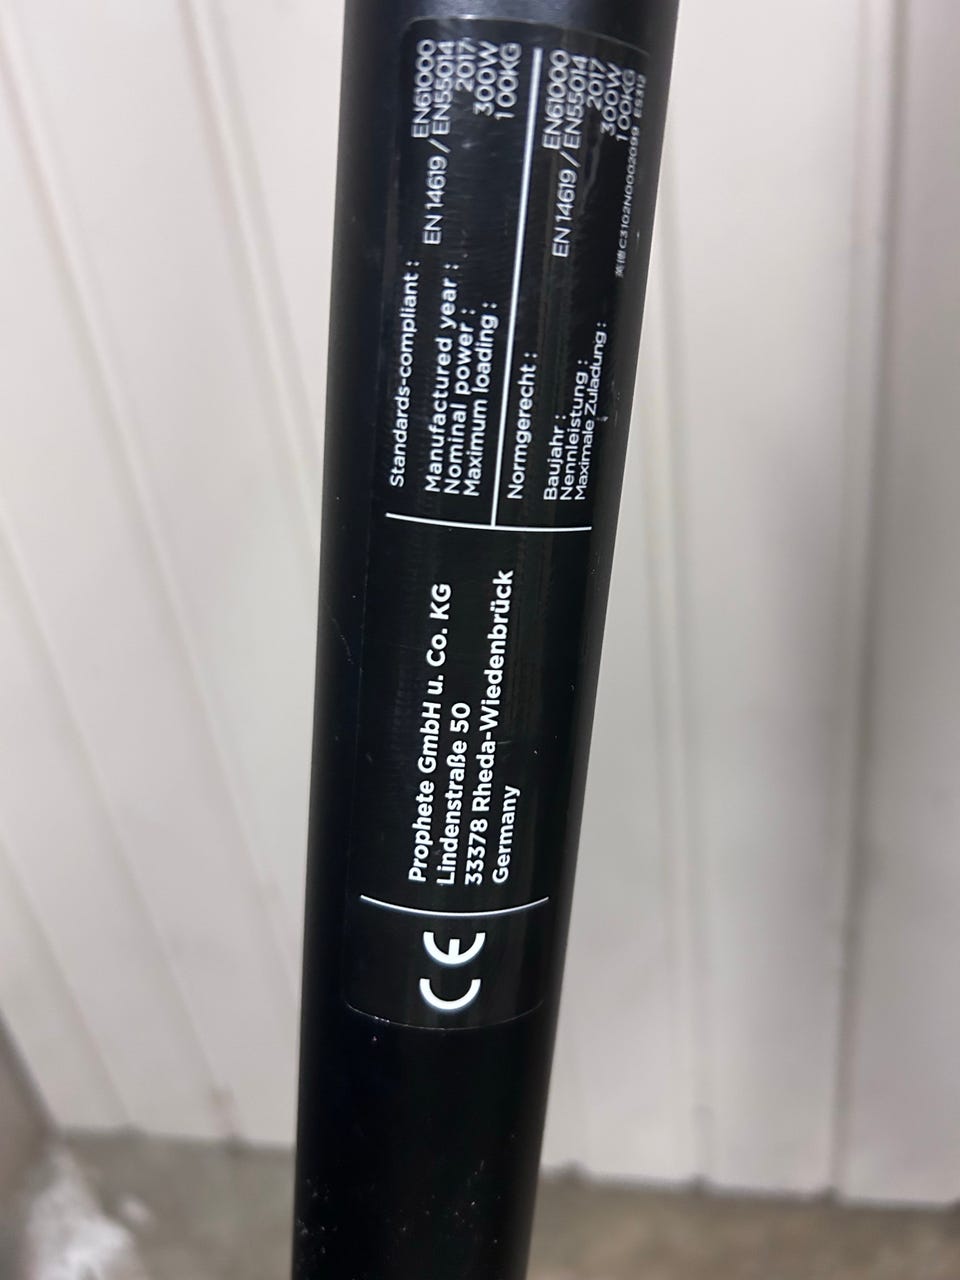 CE
Prophete GmbH u. Co. KG
Lindenstraße 50
33378 Rheda-Wiedenbrück
Germany
Standards-compliant : EN61000
EN 14619 / EN55014
Manufactured year : 2017
Nominal power : 300W
Maximum loading : 100KG
Normgerecht : EN61000
EN 14619 / EN55014
Baujahr : 2017
Nennleistung : 300W
Maximale Zuladung : 100KG
C3102N0002099 ES312